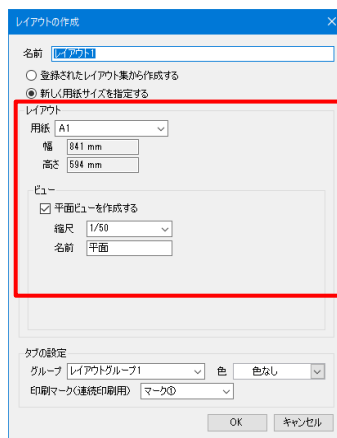 レイアウトの作成
名前 レイアウト1
登録されたレイアウト集から作成する
新しく用紙サイズを指定する
レイアウト
用紙 A1
幅 841 mm
高さ 594 mm
ビュー
平面ビューを作成する
縮尺 1/50
名前 平面
タブの設定
グループ レイアウトグループ1 色 色なし
印刷マーク(連続印刷用) マーク①
OK キャンセル